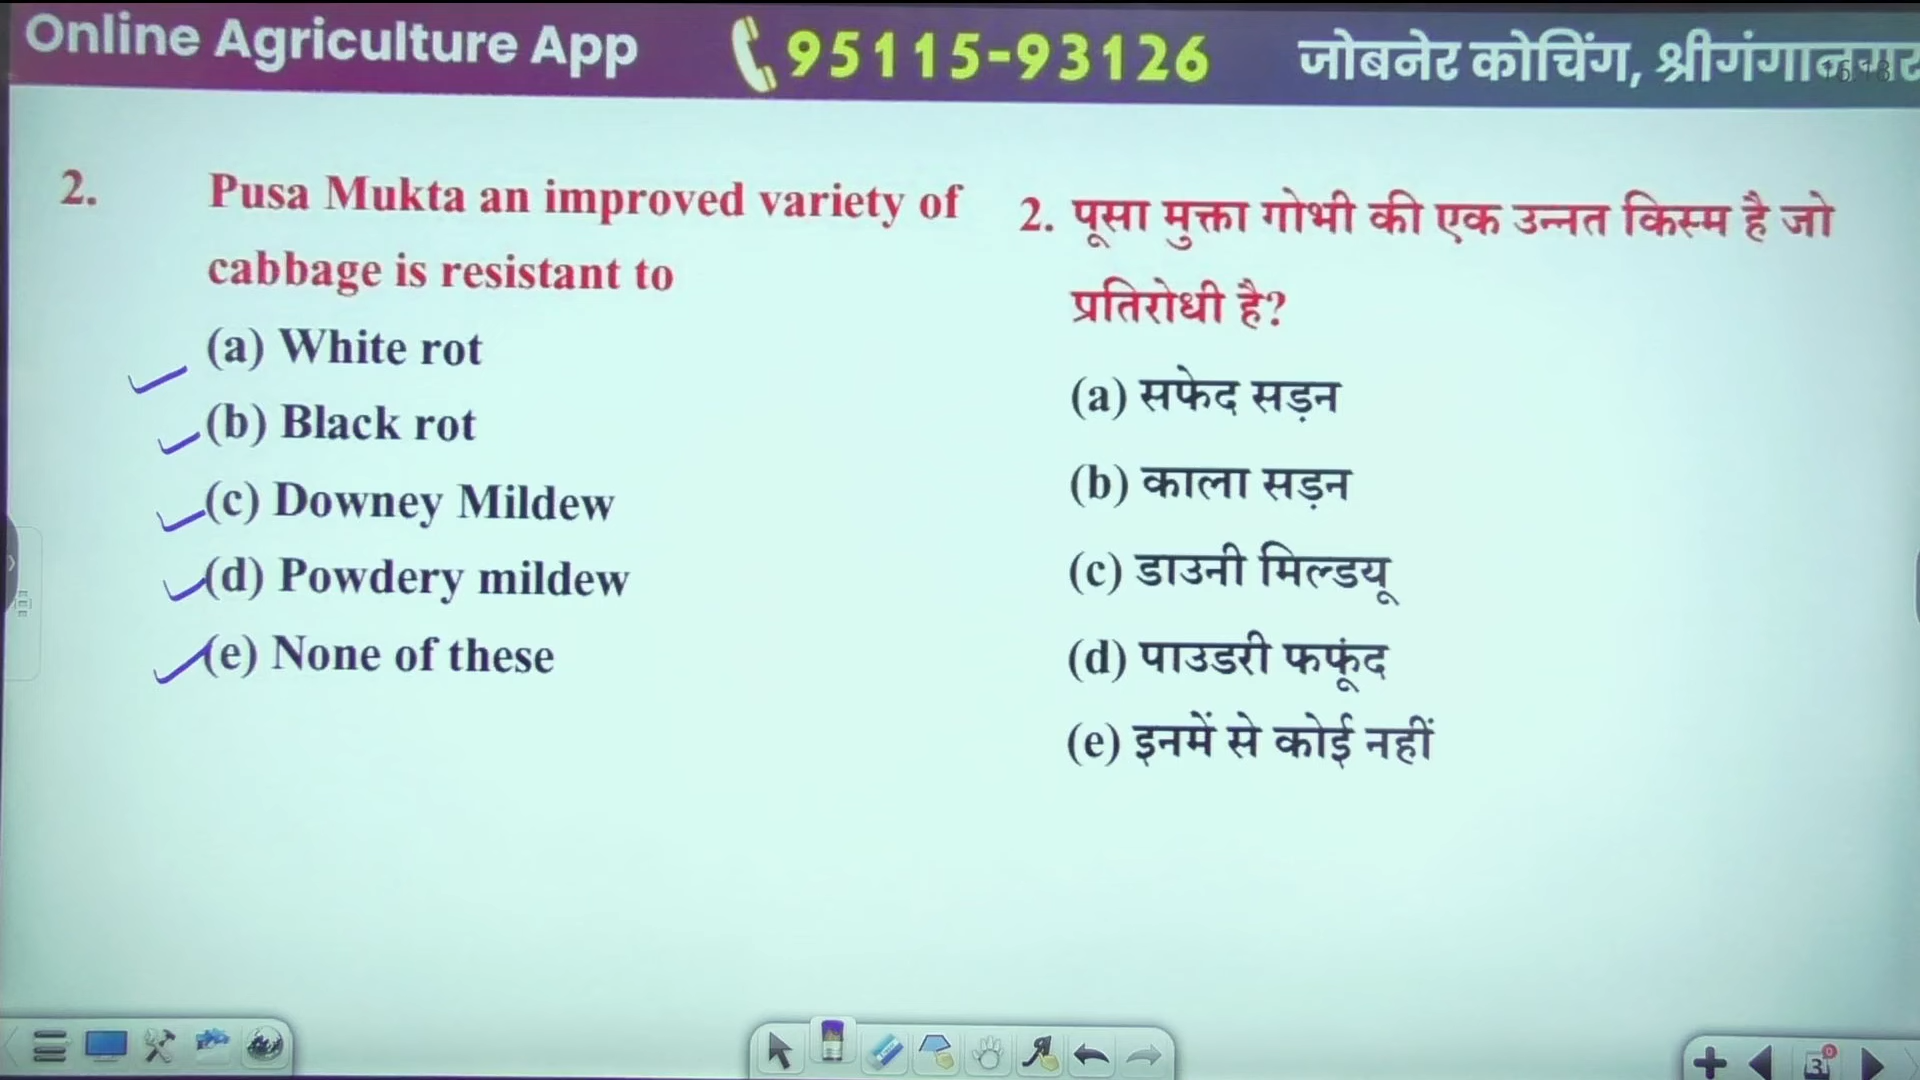 Online Agriculture App 95115-93126 जोबनेर कोचिंग,
2. Pusa Mukta an improved variety of
cabbage is resistant to
(a) White rot
(b) Black rot
(c) Downey Mildew
(d) Powdery mildew
(e) None of these
2. पूसा मुक्ता गोभी की एक उन्नत किस्म है जो
प्रतिरोधी है?
(a) सफेद सड़न
(b) काला सड़न
(c) डाउनी मिल्डयू
(d) पाउडरी फफूंद
(e) इनमें से कोई नहीं